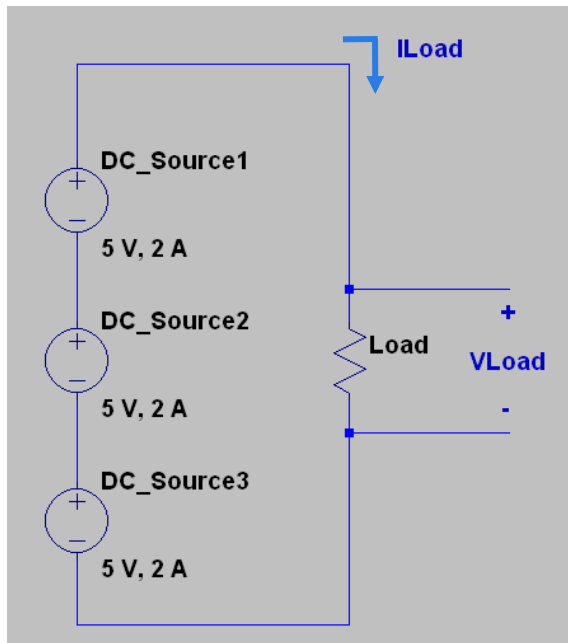 ILoad
+
DC_Source1
−
5 V, 2 A
+
DC_Source2
−
5 V, 2 A
+
Load
VLoad
-
+
DC_Source3
−
5 V, 2 A